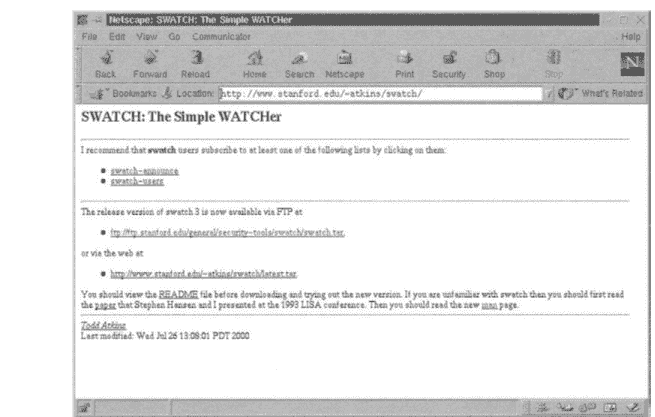 Netscape: SWATCH: The Simple WATCHer
File Edit View Go Communicator Help
Back Forward Reload Home Search Netscape Print Security Shop Stop
Bookmarks Location: http://www.stanford.edu/~atkins/swatch/ What's Related
N
SWATCH: The Simple WATCHer
I recommend that swatch users subscribe to at least one of the following lists by clicking on them:
swatch-announce
swatch-users
The release version of swatch 3 is now available via FTP at
ftp://ftp.stanford.edu/general/security-tools/swatch/swatch.tar.
or via the web at
http://www.stanford.edu/~atkins/swatch/latest.tar.
You should view the README file before downloading and trying out the new version. If you are unfamiliar with swatch then you should first read
the paper that Stephen Hansen and I presented at the 1993 LISA conference. Then you should read the new man page.
Todd Atkins
Last modified: Wed Jul 26 13:08:01 PDT 2000